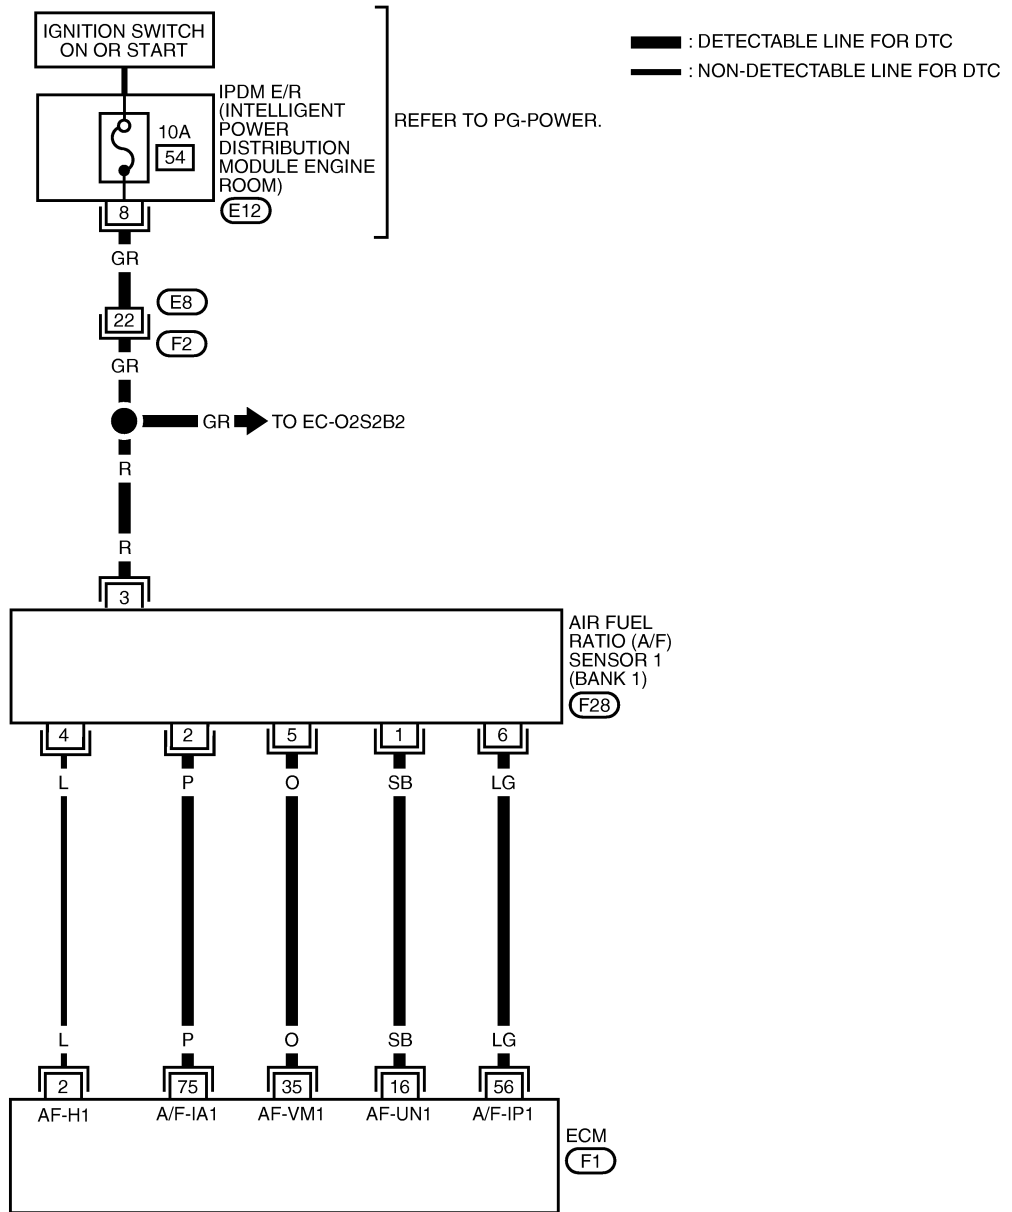 IGNITION SWITCH
ON OR START
: DETECTABLE LINE FOR DTC
: NON-DETECTABLE LINE FOR DTC
IPDM E/R
(INTELLIGENT
POWER
DISTRIBUTION
MODULE ENGINE
ROOM)
E12
10A
54
REFER TO PG-POWER.
8
GR
E8
22
F2
GR
GR
TO EC-O2S2B2
R
R
3
AIR FUEL
RATIO (A/F)
SENSOR 1
(BANK 1)
F28
4 2 5 1 6
L P O SB LG
L P O SB LG
2 75 35 16 56
AF-H1 A/F-IA1 AF-VM1 AF-UN1 A/F-IP1
ECM
F1